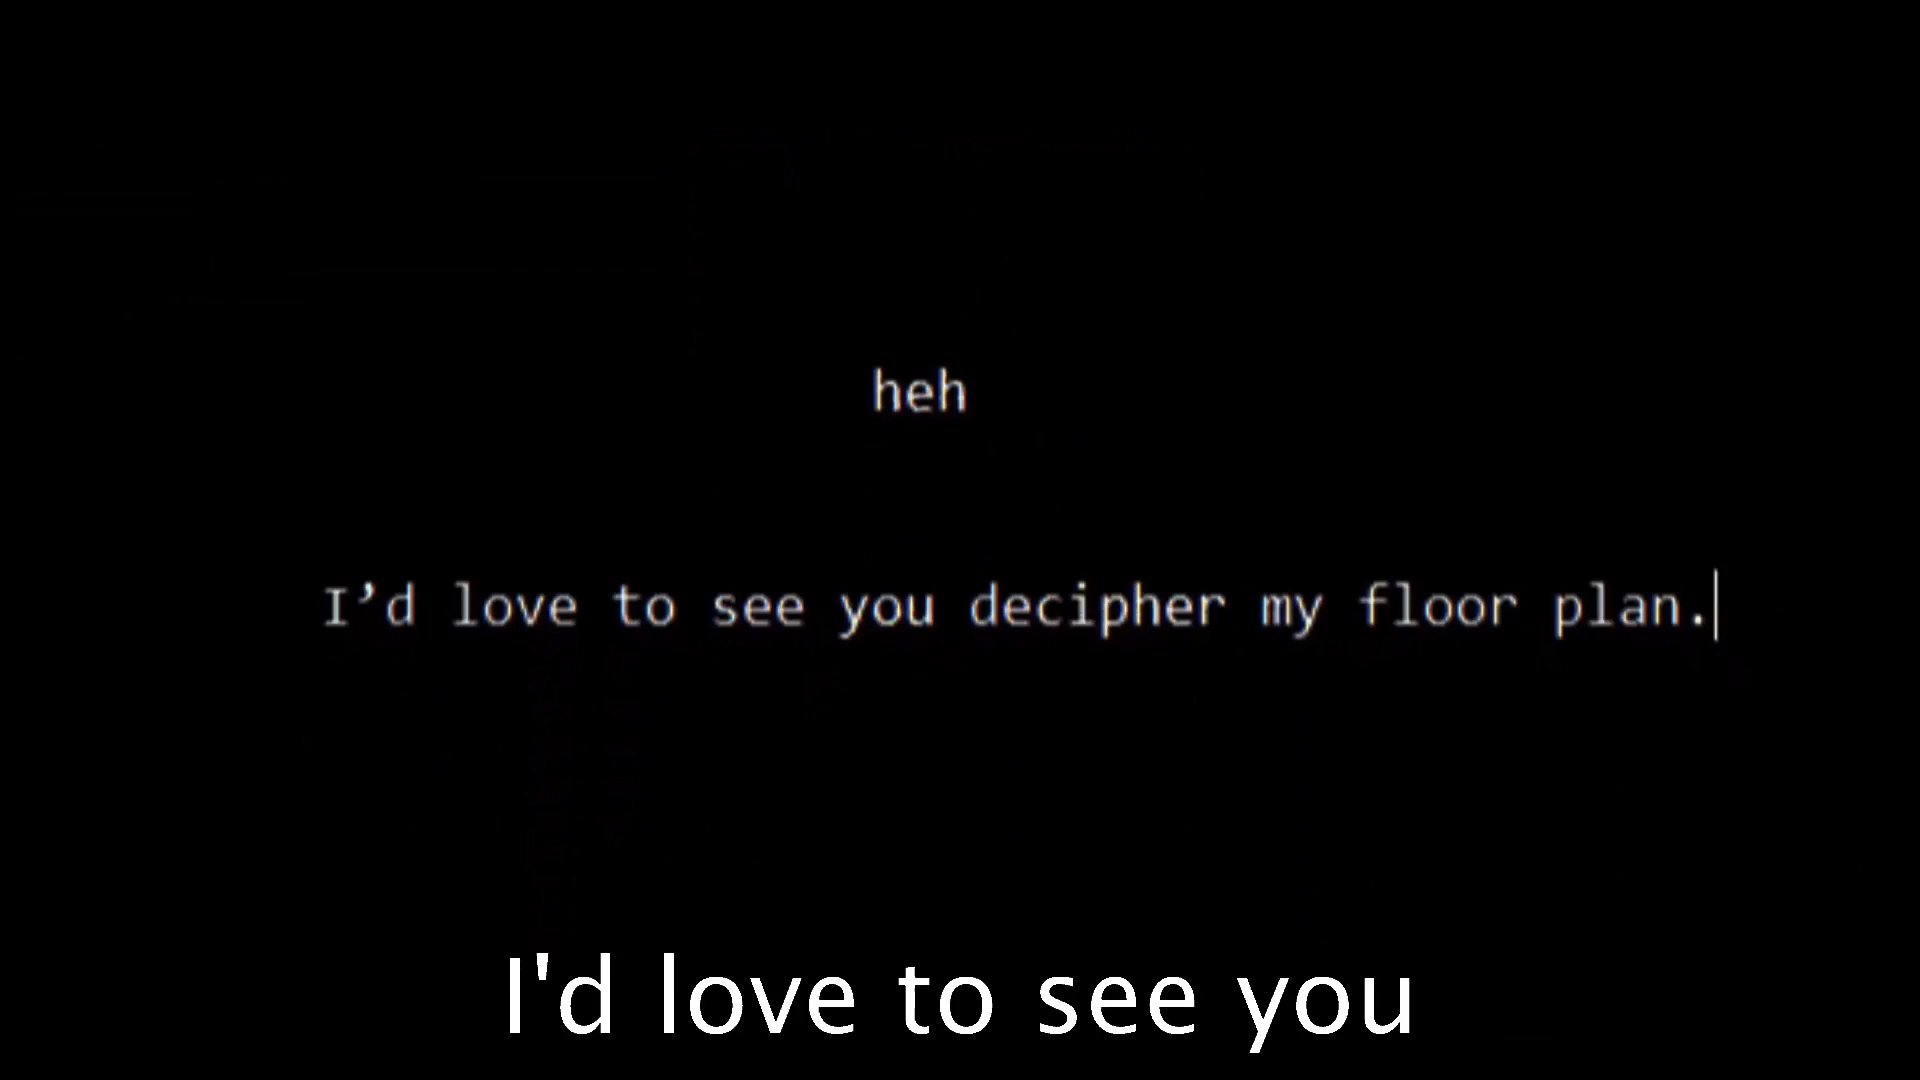 heh
I’d love to see you decipher my floor plan.
I'd love to see you